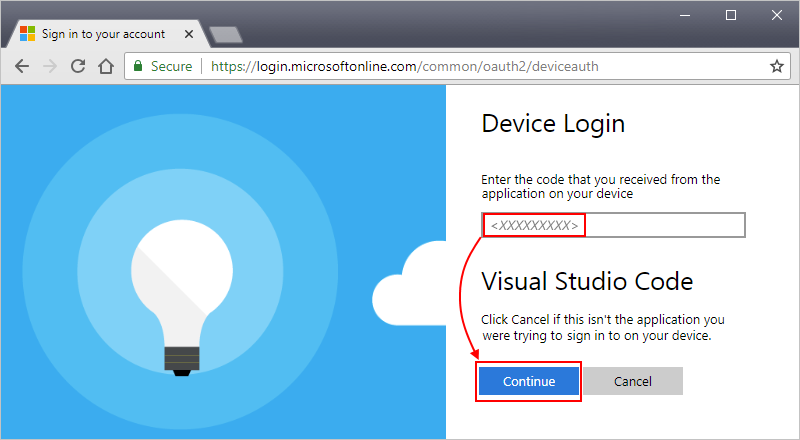 Sign in to your account
Secure
https://login.microsoftonline.com/common/oauth2/deviceauth
Device Login
Enter the code that you received from the
application on your device
<XXXXXXXXX>
Visual Studio Code
Click Cancel if this isn't the application you
were trying to sign in to on your device.
Continue Cancel